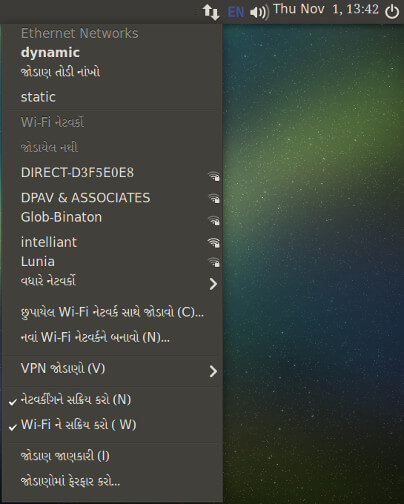 EN Thu Nov 1, 13:42
Ethernet Networks
dynamic
જોડાણ તોડી નાંખો
static
Wi-Fi નેટવર્કો
જોડાયેલ નથી
DIRECT-D3F5E0E8
DPAV & ASSOCIATES
Glob-Binaton
intelliant
Lunia
વધારે નેટવર્કો
છુપાયેલ Wi-Fi નેટવર્ક સાથે જોડાવો (C)...
નવાં Wi-Fi નેટવર્કને બનાવો (N)...
VPN જોડાણો (V)
નેટવર્કીંગને સક્રિય કરો (N)
Wi-Fi ને સક્રિય કરો ( W)
જોડાણ જાણકારી (I)
જોડાણોમાં ફેરફાર કરો...